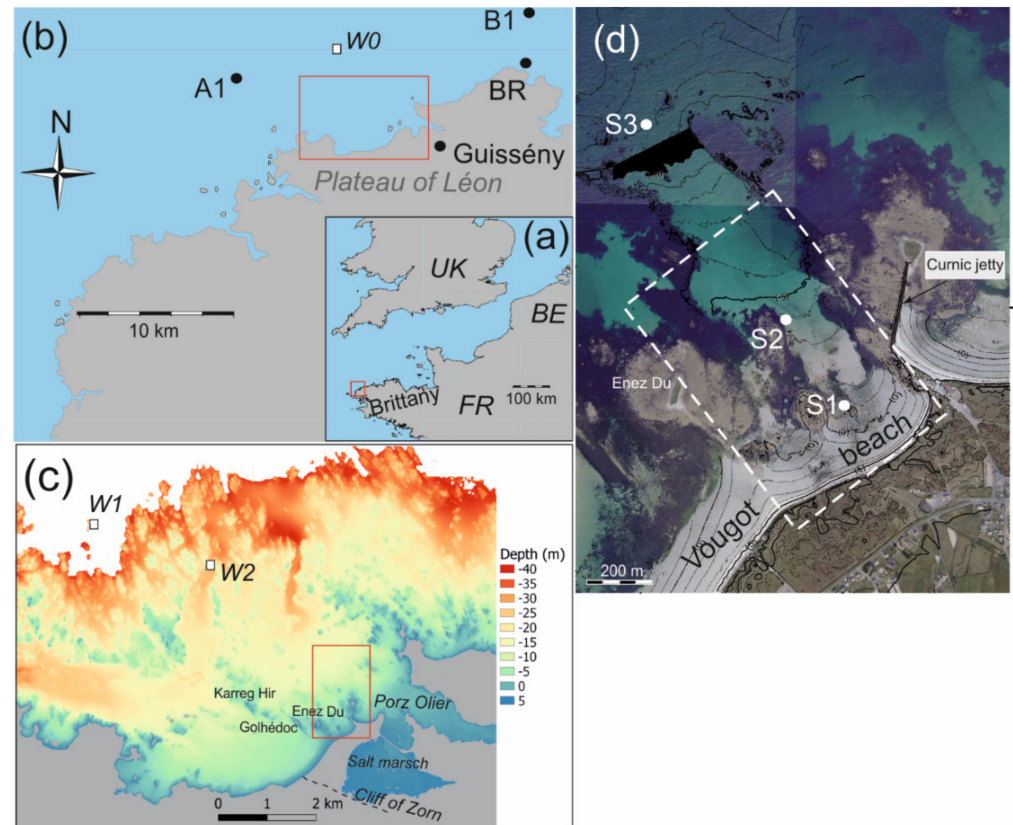 (b)
B1
W0
A1
BR
N
Guissény
Plateau of Léon
10 km
(a)
UK
BE
Brittany
FR
100 km
(c)
W1
W2
Depth (m)
-40
-35
-30
-25
-20
-15
-10
-5
0
5
Karreg Hir
Enez Du
Porz Olier
Golhédoc
Salt marsch
Cliff of Zorn
0 1 2 km
(d)
S3
Curnic jetty
S2
(0)
Enez Du
S1
(0)
beach
Vougot
200 m